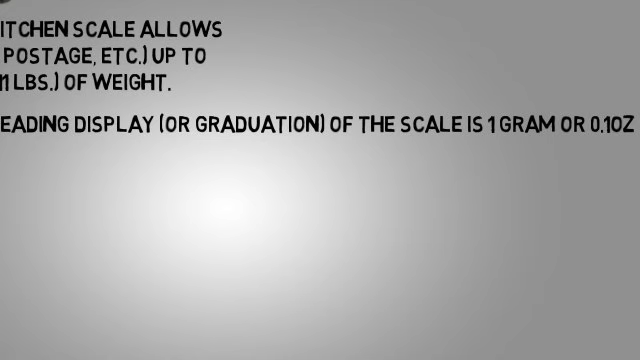 ITCHEN SCALE ALLOWS
POSTAGE, ETC.) UP TO
11 LBS.) OF WEIGHT.
EADING DISPLAY (OR GRADUATION) OF THE SCALE IS 1 GRAM OR 0.1OZ